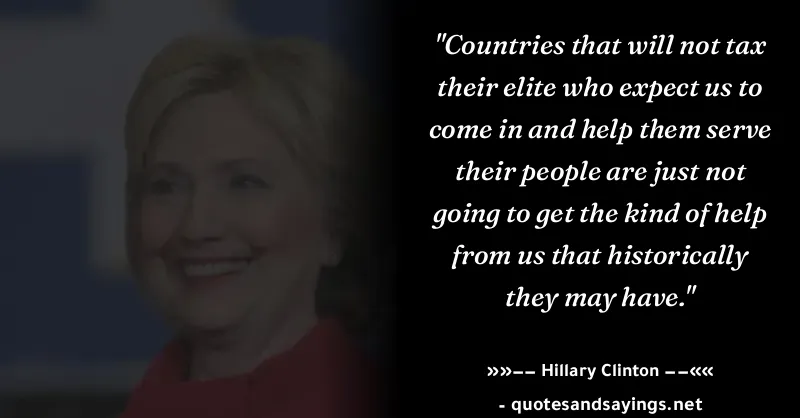 "Countries that will not tax
their elite who expect us to
come in and help them serve
their people are just not
going to get the kind of help
from us that historically
they may have."
»»–– Hillary Clinton ––««
- quotesandsayings.net